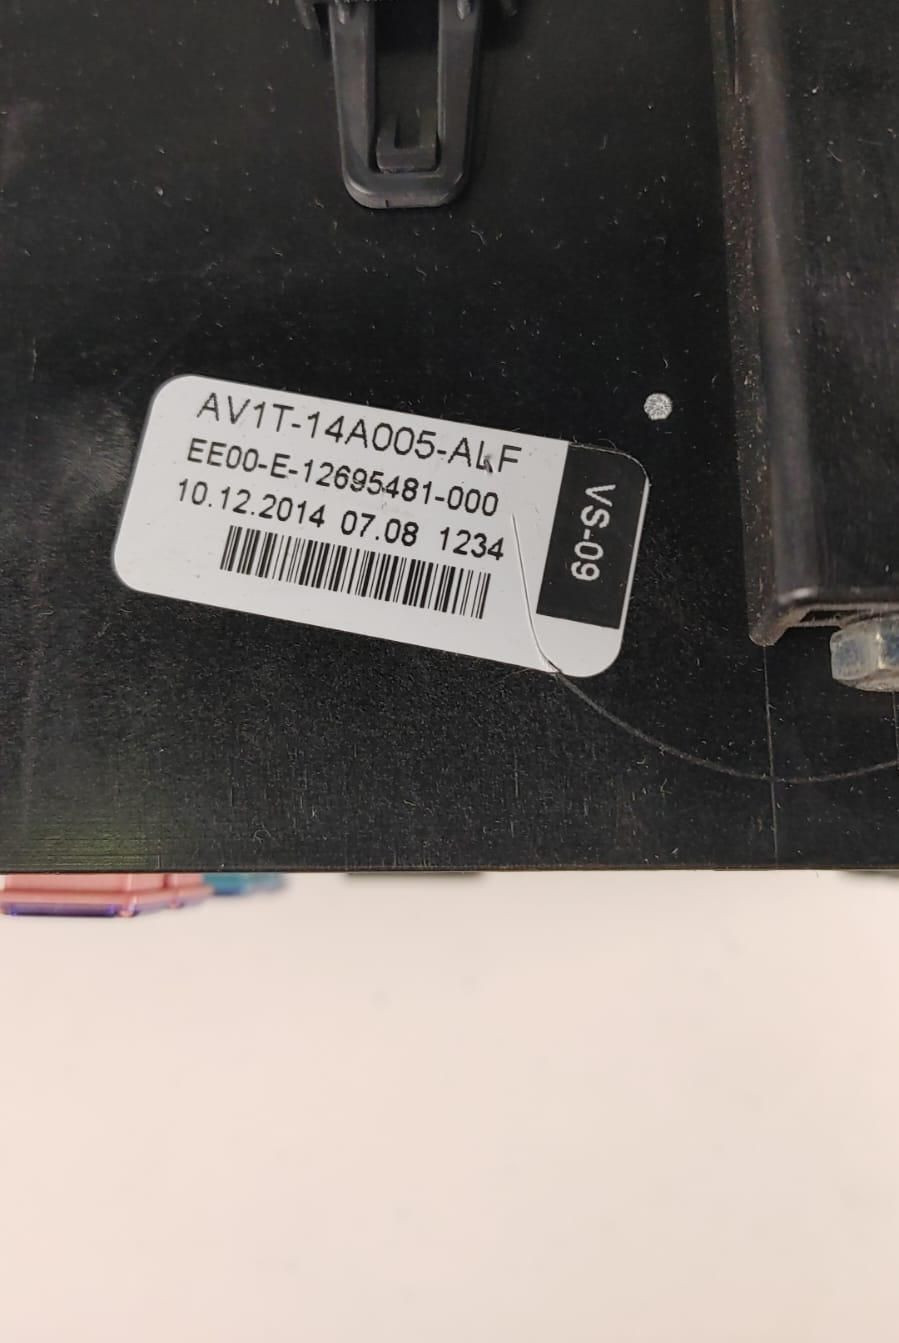 AV1T-14A005-ALF
EE00-E-12695481-000
10.12.2014 07.08 1234
VS-09